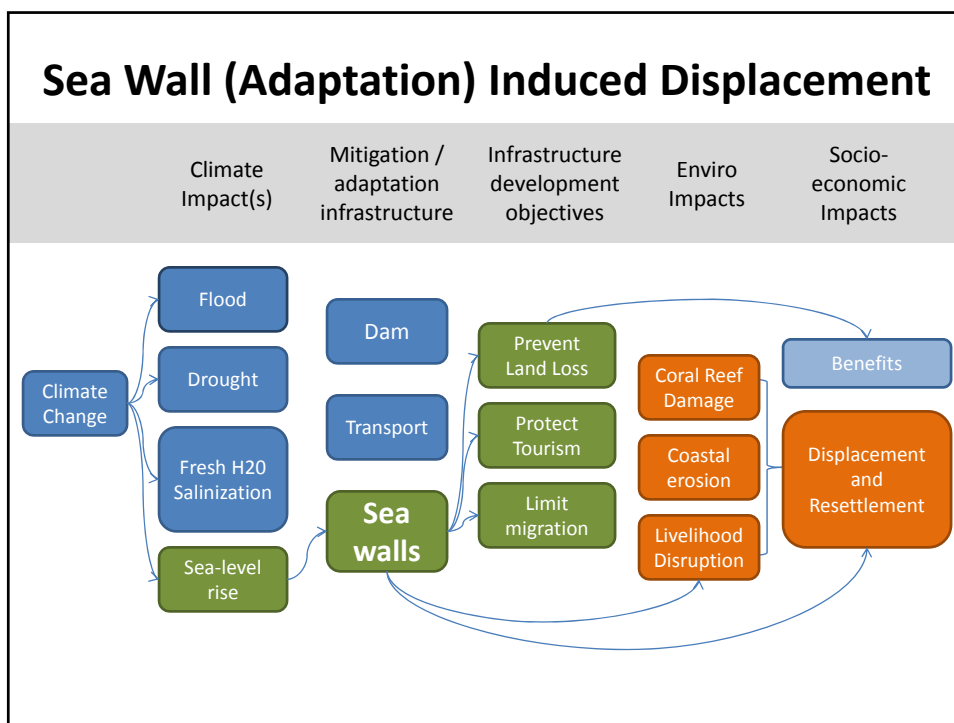 Sea Wall (Adaptation) Induced Displacement
Climate
Impact(s)
Mitigation /
adaptation
infrastructure
Infrastructure
development
objectives
Enviro
Impacts
Socio-
economic
Impacts
Climate
Change
Flood
Drought
Fresh H20
Salinization
Sea-level
rise
Dam
Transport
Sea
walls
Prevent
Land Loss
Protect
Tourism
Limit
migration
Coral Reef
Damage
Coastal
erosion
Livelihood
Disruption
Benefits
Displacement
and
Resettlement